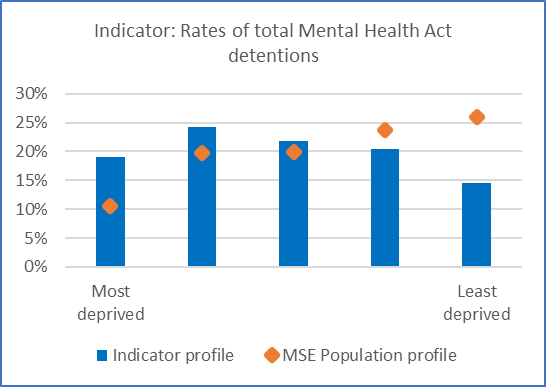 Indicator: Rates of total Mental Health Act
detentions
30%
25%
20%
15%
10%
5%
0%
Most
deprived
Least
deprived
Indicator profile
MSE Population profile